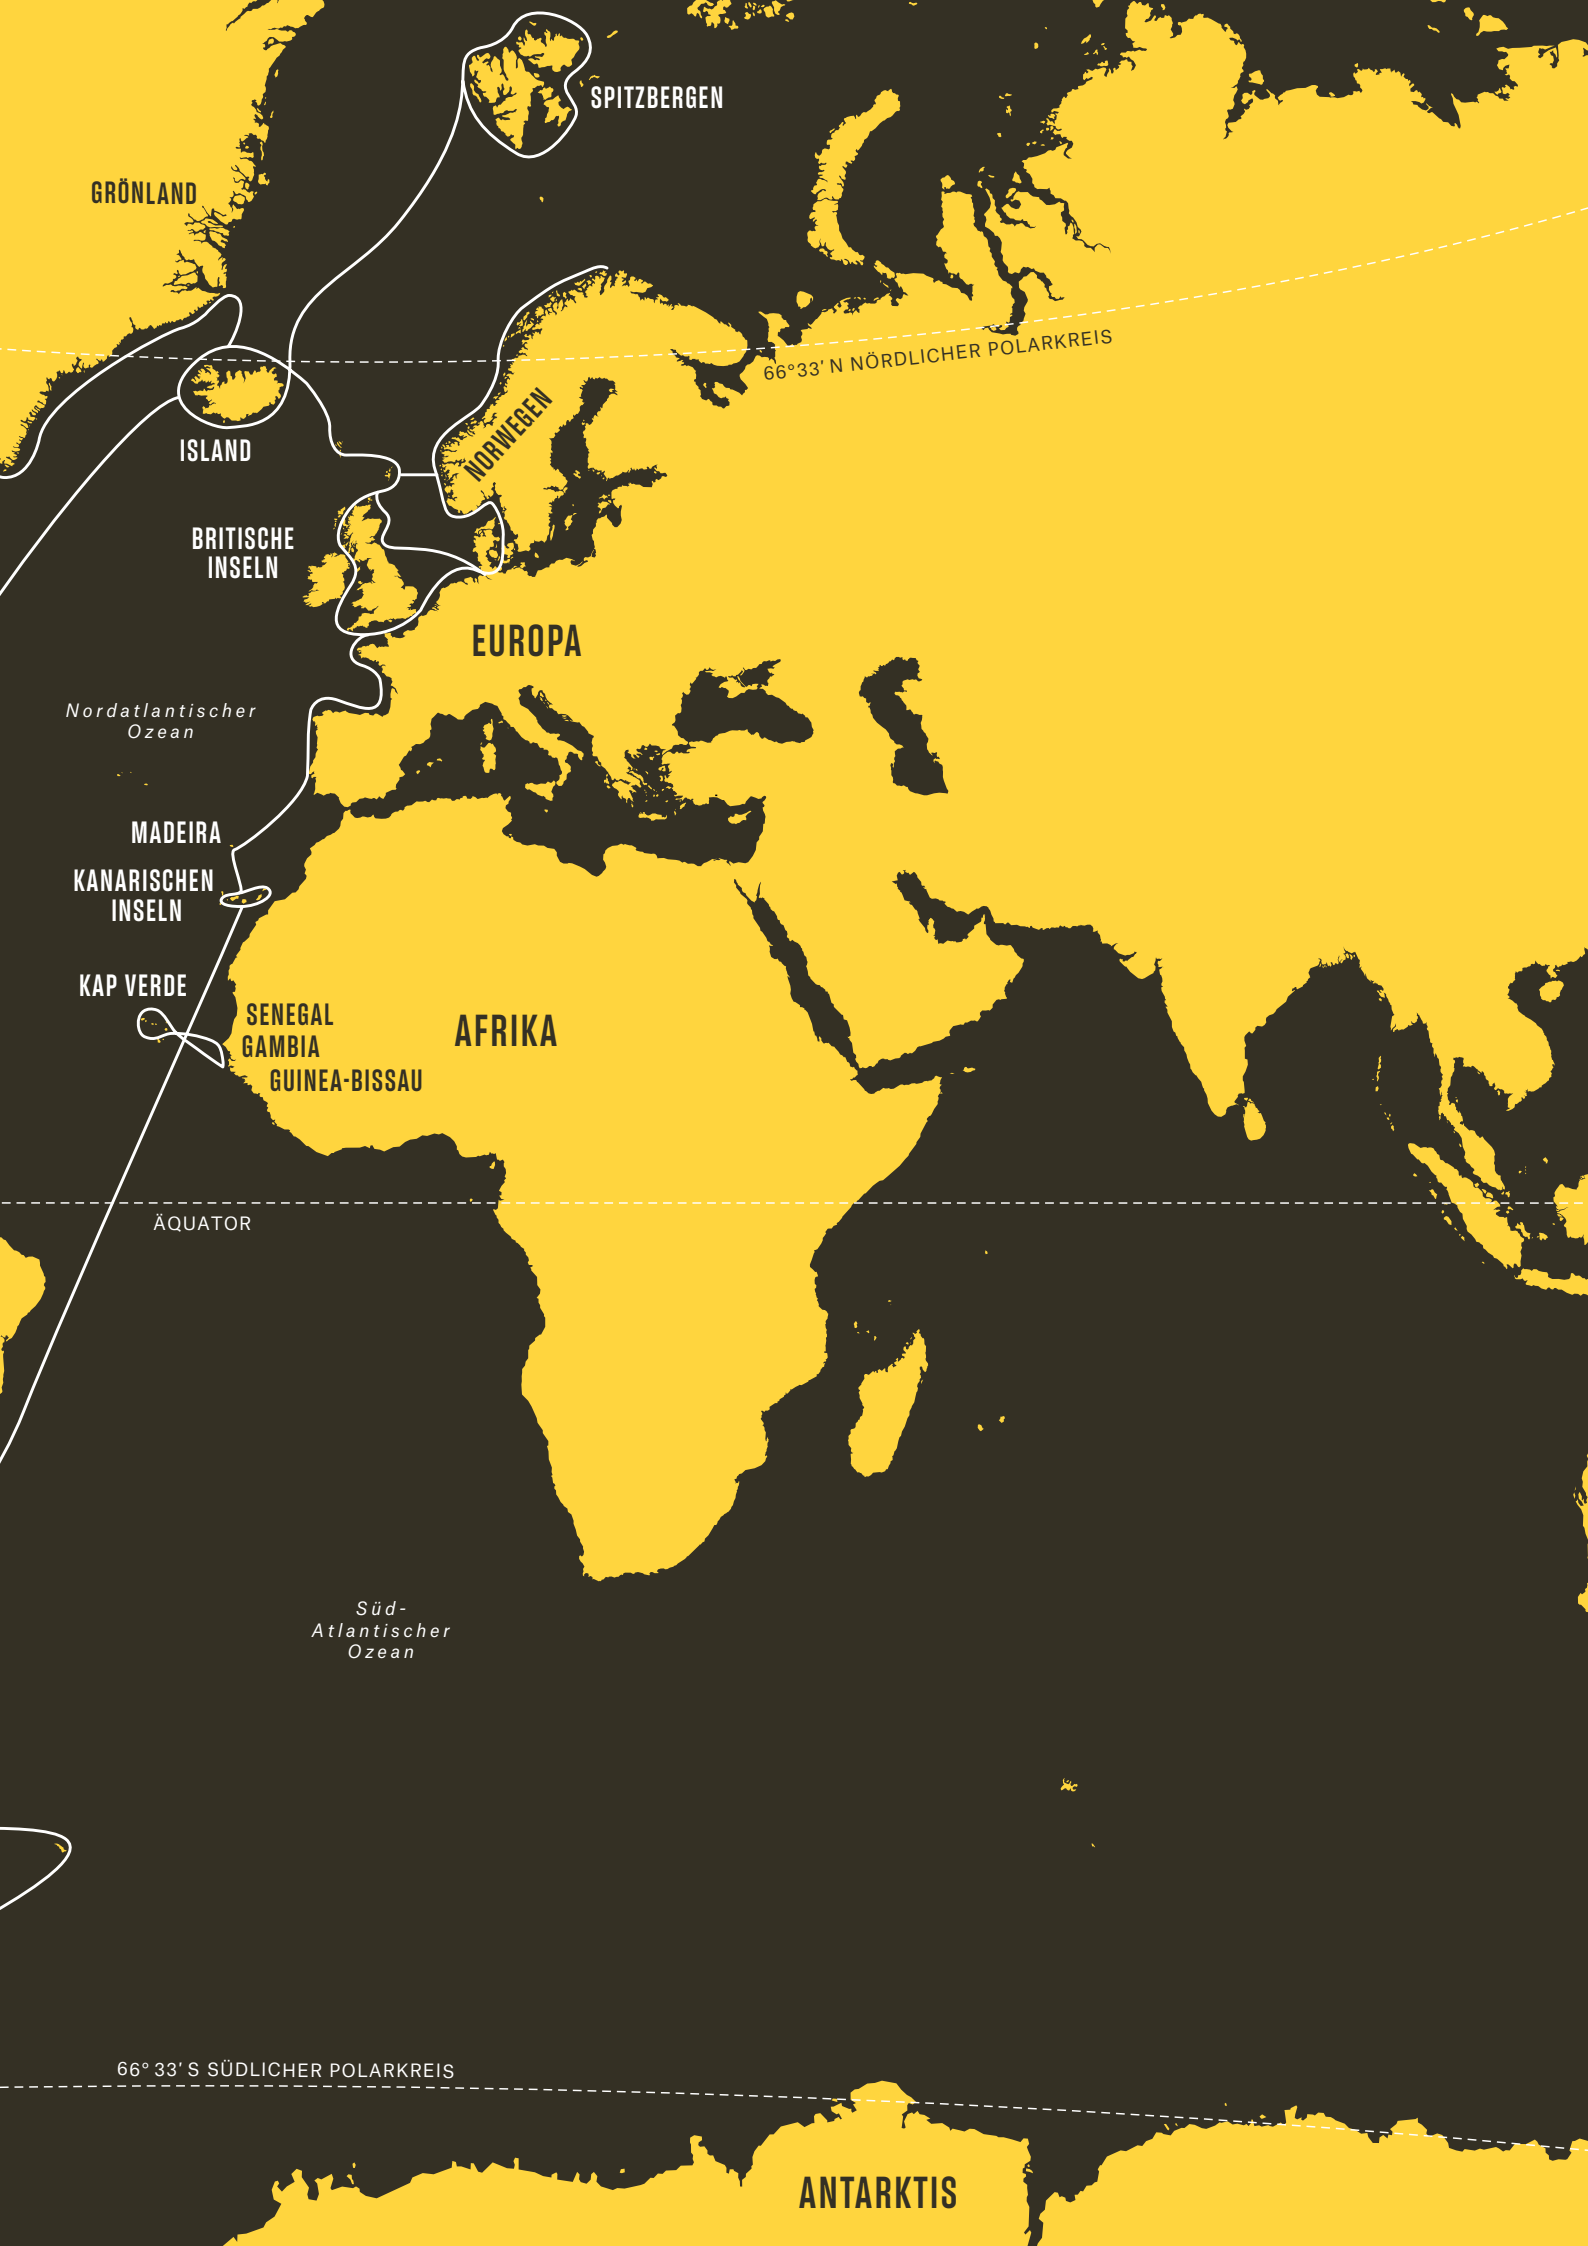 SPITZBERGEN
GRÖNLAND
66°33' N NÖRDLICHER POLARKREIS
NORWEGEN
ISLAND
BRITISCHE
INSELN
EUROPA
Nordatlantischer
Ozean
MADEIRA
KANARISCHEN
INSELN
KAP VERDE
SENEGAL
GAMBIA
GUINEA-BISSAU
AFRIKA
ÄQUATOR
Süd-
Atlantischer
Ozean
66° 33' S SÜDLICHER POLARKREIS
ANTARKTIS